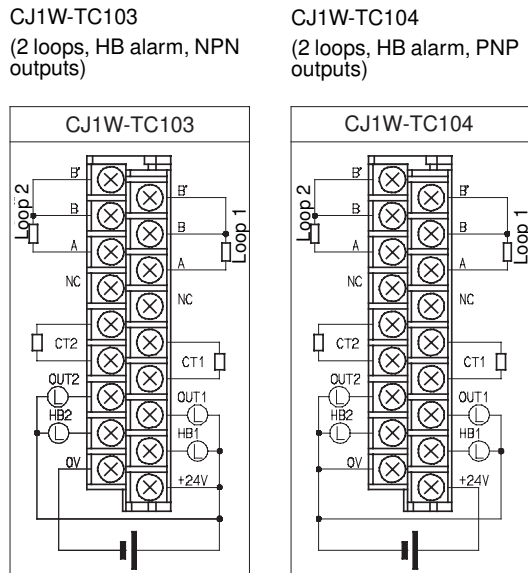 CJ1W-TC103
(2 loops, HB alarm, NPN
outputs)
CJ1W-TC103
Loop 2
B'
B
A
NC
CT2
OUT2
L
HB2
L
0V
B'
B
A
Loop 1
NC
CT1
OUT1
L
HB1
L
+24V
CJ1W-TC104
(2 loops, HB alarm, PNP
outputs)
CJ1W-TC104
Loop 2
B'
B
A
NC
CT2
OUT2
L
HB2
L
0V
B'
B
A
Loop 1
NC
CT1
OUT1
L
HB1
L
+24V